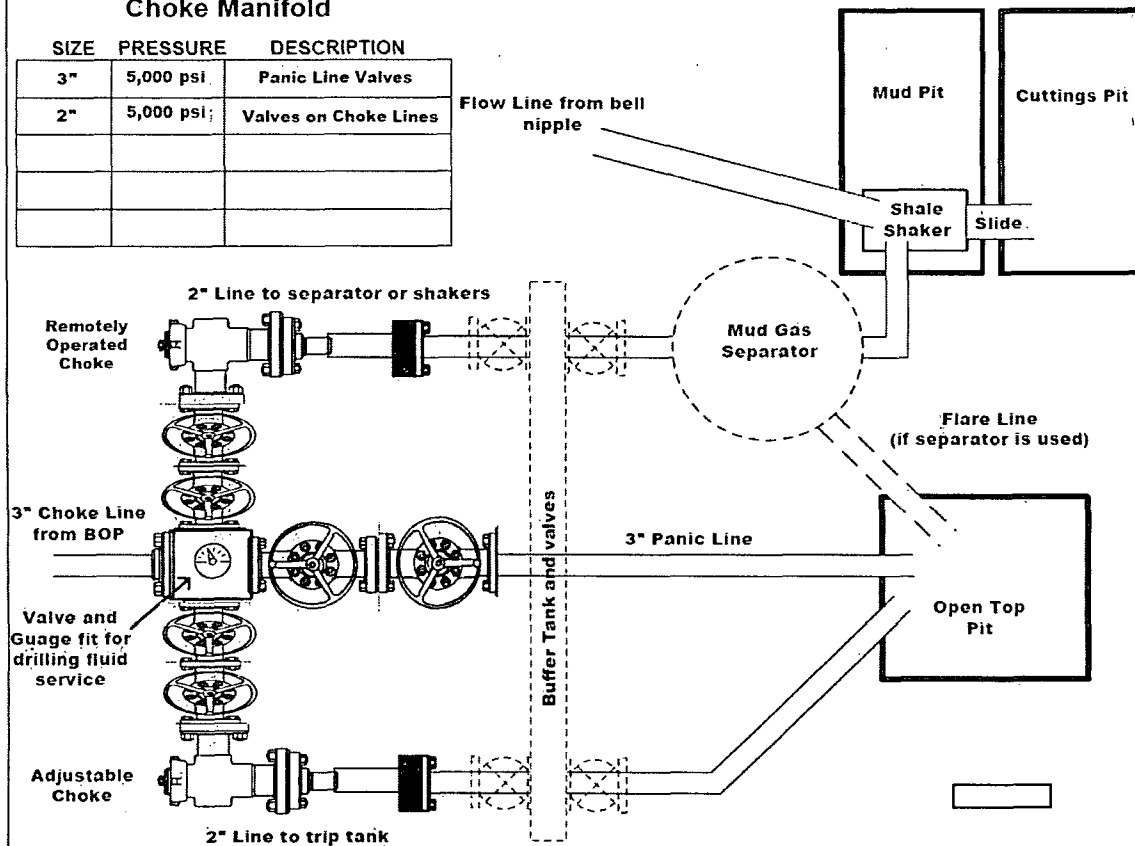 Choke Manifold
SIZE PRESSURE DESCRIPTION
3" 5,000 psi Panic Line Valves
2" 5,000 psi Valves on Choke Lines
Flow Line from bell
nipple
Mud Pit
Cuttings Pit
Shale
Shaker
Slide
2" Line to separator or shakers
Remotely
Operated
Choke
Mud Gas
Separator
Flare Line
(if separator is used)
3" Choke Line
from BOP
Buffer Tank and valves
3" Panic Line
Valve and
Guage fit for
drilling fluid
service
Open Top
Pit
Adjustable
Choke
2" Line to trip tank